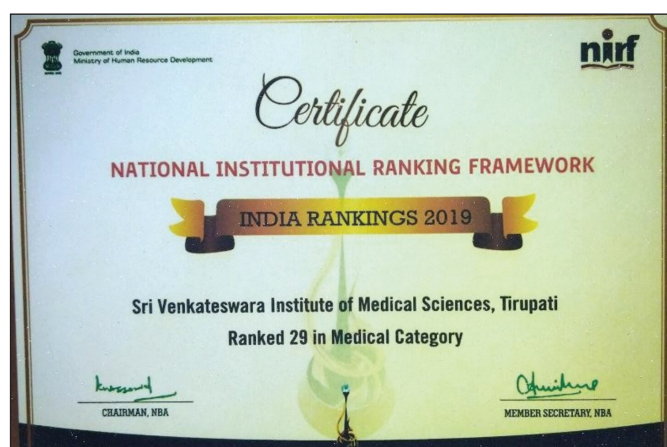 Government of India
Ministry of Human Resource Development
nirf
Certificate
NATIONAL INSTITUTIONAL RANKING FRAMEWORK
INDIA RANKINGS 2019
Sri Venkateswara Institute of Medical Sciences, Tirupati
Ranked 29 in Medical Category
CHAIRMAN, NBA
MEMBER SECRETARY, NBA